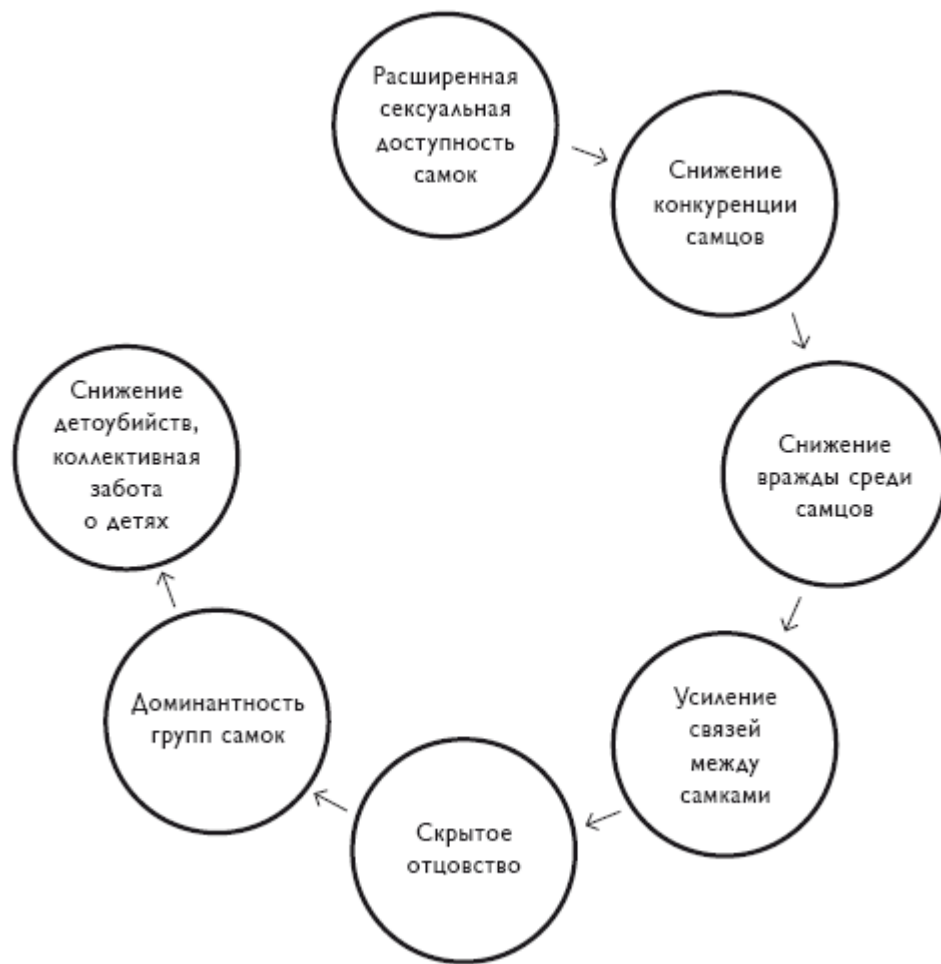 Расширенная
сексуальная
доступность
самок
Снижение
конкуренции
самцов
Снижение
вражды среди
самцов
Усиление
связей
между
самками
Скрытое
отцовство
Доминантность
групп самок
Снижение
детоубийств,
коллективная
забота
о детях